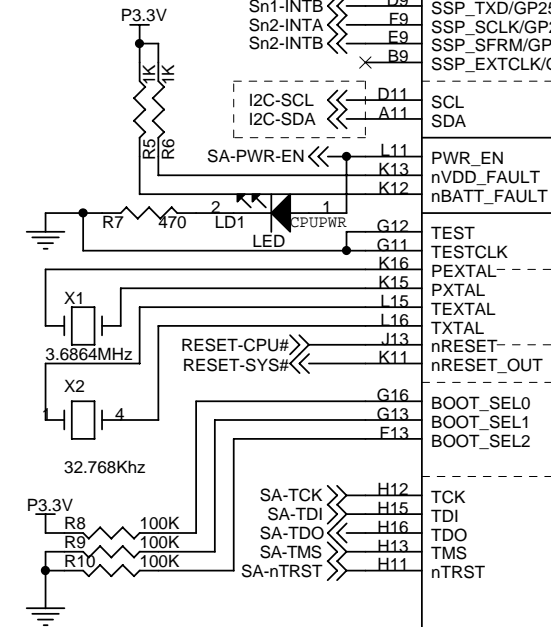 Sn1-INTB D9 SSP_TXD/GP25
P3.3V Sn2-INTA F9 SSP_SCLK/GP2
Sn2-INTB E9 SSP_SFRM/GP
B9 SSP_EXTCLK/G
1K 1K
I2C-SCL D11 SCL
I2C-SDA A11 SDA
R5 R6
SA-PWR-EN L11 PWR_EN
K13 nVDD_FAULT
K12 nBATT_FAULT
R7 470 2 LD1 1 CPUPWR
LED
G12 TEST
G11 TESTCLK
K16 PEXTAL
K15 PXTAL
X1 L15 TEXTAL
L16 TXTAL
3.6864MHz RESET-CPU# J13 nRESET
RESET-SYS# K11 nRESET_OUT
X2
G16 BOOT_SEL0
1 4 G13 BOOT_SEL1
F13 BOOT_SEL2
32.768Khz
P3.3V SA-TCK H12 TCK
R8 100K SA-TDI H15 TDI
SA-TDO H16 TDO
R9 100K SA-TMS H13 TMS
R10 100K SA-nTRST H11 nTRST